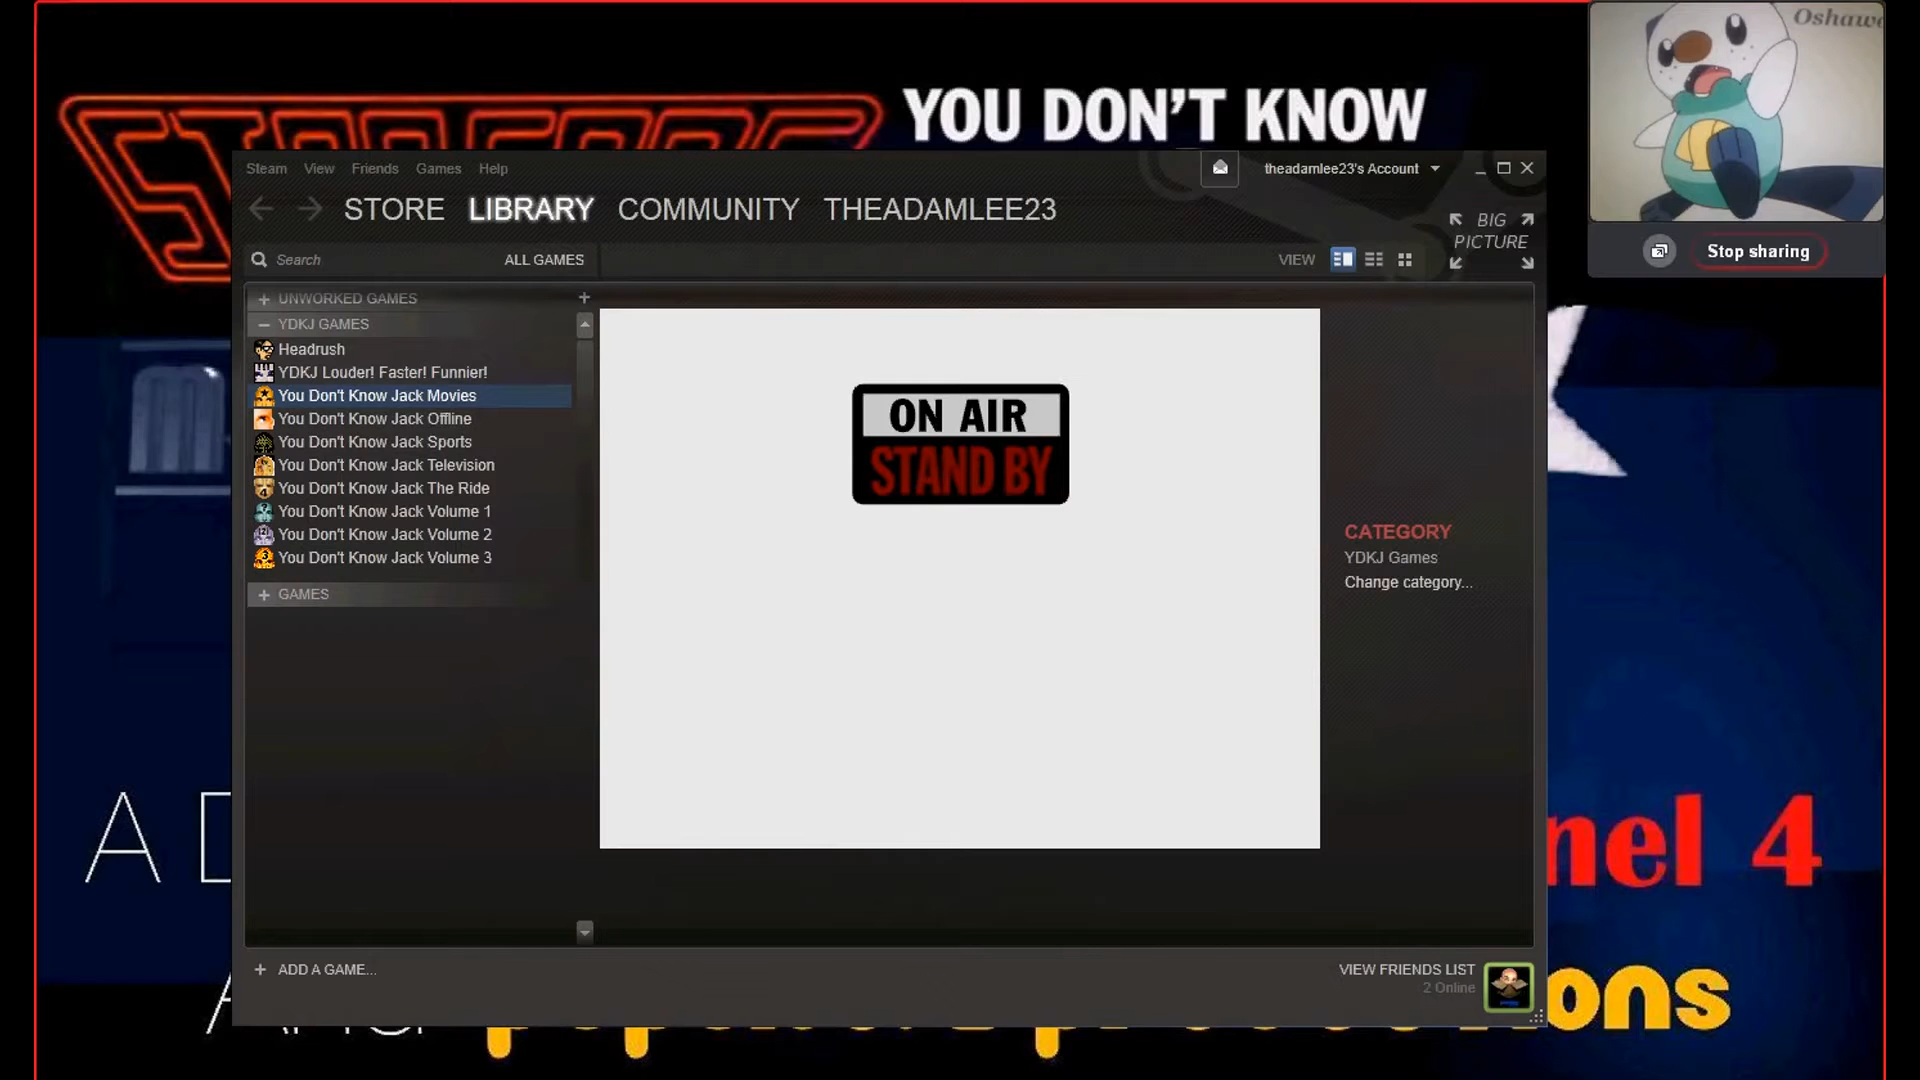 Oshawo
YOU DON'T KNOW
Steam View Friends Games Help
theadamlee23's Account
STORE LIBRARY COMMUNITY THEADAMLEE23
BIG
PICTURE
Stop sharing
Search ALL GAMES
VIEW
UNWORKED GAMES
YDKJ GAMES
Headrush
YDKJ Louder! Faster! Funnier!
You Don't Know Jack Movies
You Don't Know Jack Offline
You Don't Know Jack Sports
You Don't Know Jack Television
You Don't Know Jack The Ride
You Don't Know Jack Volume 1
You Don't Know Jack Volume 2
You Don't Know Jack Volume 3
GAMES
ON AIR
STAND BY
CATEGORY
YDKJ Games
Change category...
A D
nel 4
ADD A GAME...
VIEW FRIENDS LIST
2 Online
ons